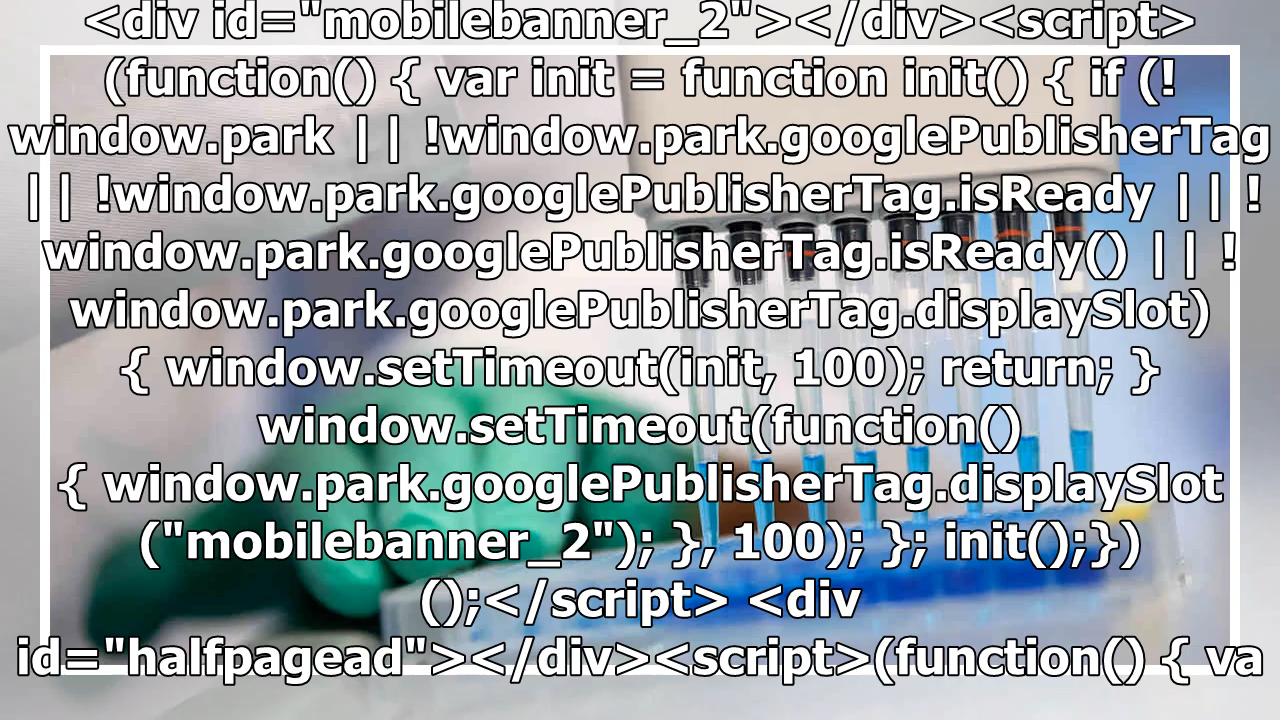 <div id="mobilebanner_2"></div><script>
(function() { var init = function init() { if (!
window.park || !window.park.googlePublisherTag
|| !window.park.googlePublisherTag.isReady || !
window.park.googlePublisherTag.isReady() || !
window.park.googlePublisherTag.displaySlot)
{ window.setTimeout(init, 100); return; }
window.setTimeout(function()
{ window.park.googlePublisherTag.displaySlot
("mobilebanner_2"); }, 100); }; init();})
();</script> <div
id="halfpagead"></div><script>(function() { va